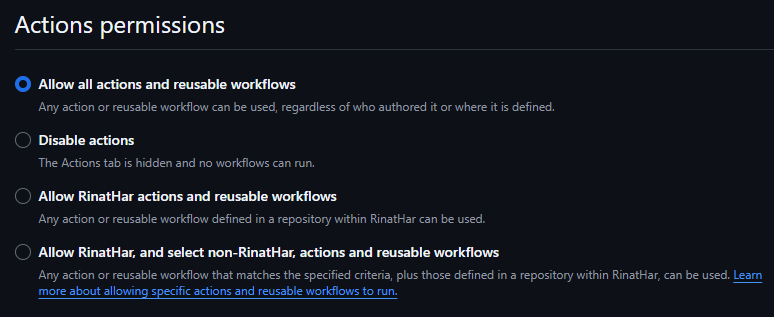 Actions permissions
Allow all actions and reusable workflows
Any action or reusable workflow can be used, regardless of who authored it or where it is defined.
Disable actions
The Actions tab is hidden and no workflows can run.
Allow RinatHar actions and reusable workflows
Any action or reusable workflow defined in a repository within RinatHar can be used.
Allow RinatHar, and select non-RinatHar, actions and reusable workflows
Any action or reusable workflow that matches the specified criteria, plus those defined in a repository within RinatHar, can be used. Learn
more about allowing specific actions and reusable workflows to run.